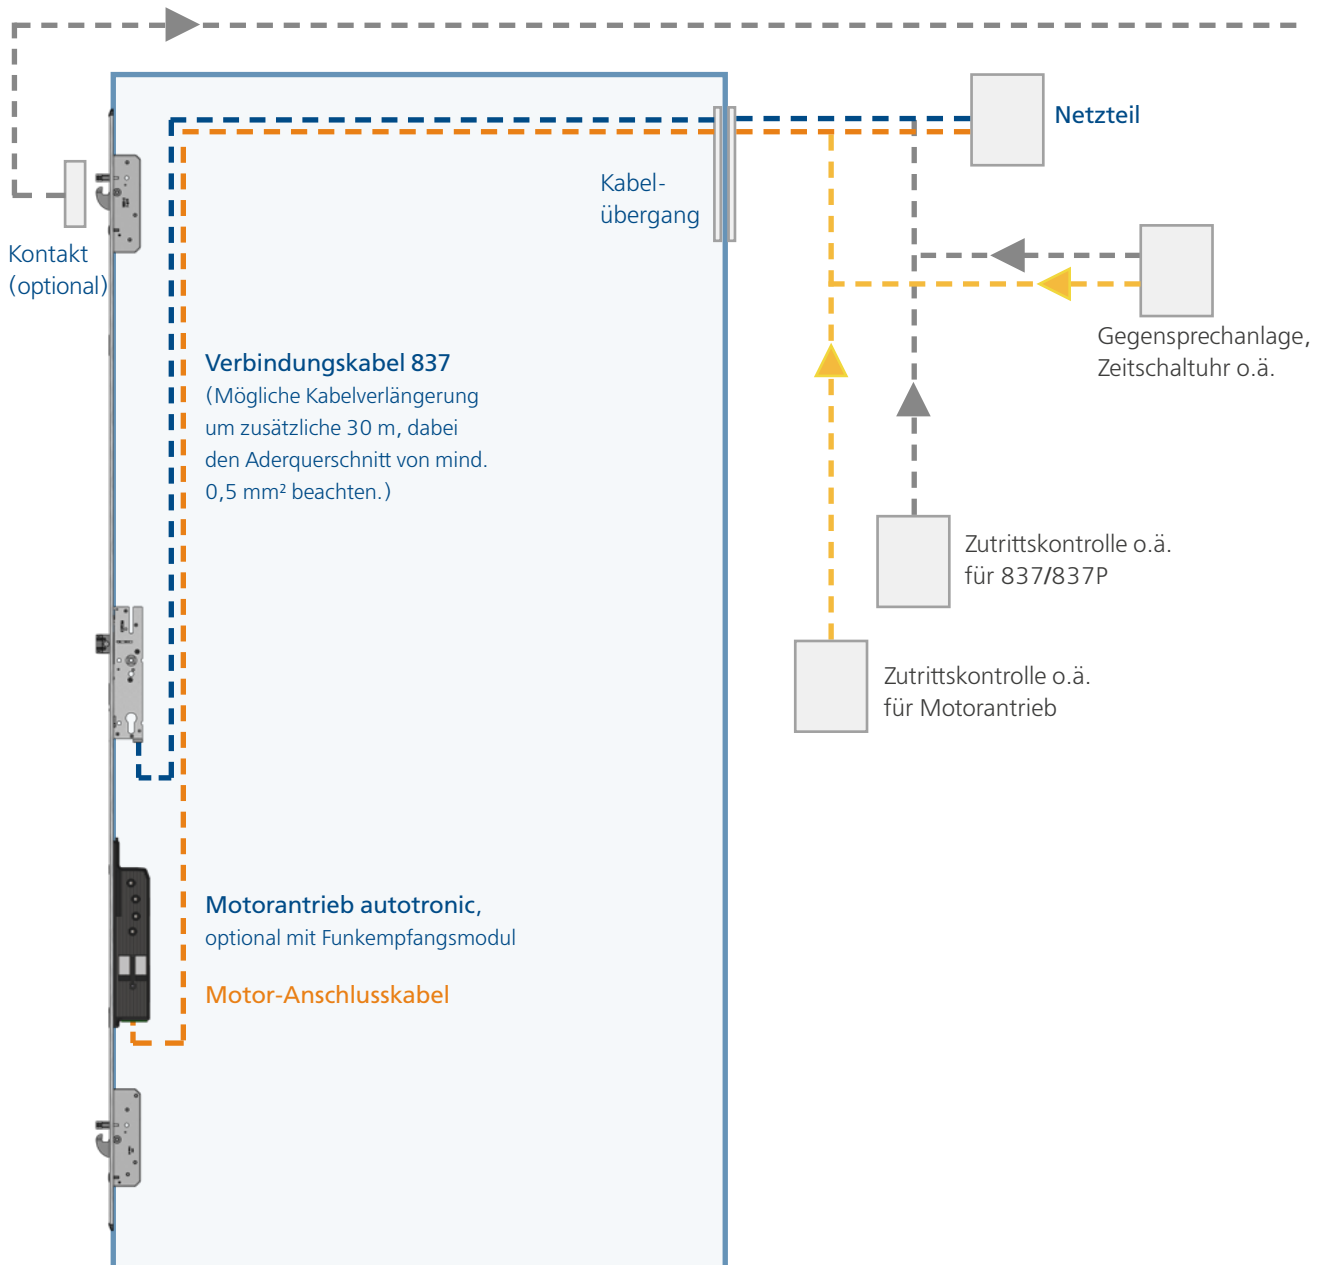 Netzteil
Kabel-
übergang
Kontakt
(optional)
Gegensprechanlage,
Zeitschaltuhr o.ä.
Verbindungskabel 837
(Mögliche Kabelverlängerung
um zusätzliche 30 m, dabei
den Aderquerschnitt von mind.
0,5 mm² beachten.)
Zutrittskontrolle o.ä.
für 837/837P
Zutrittskontrolle o.ä.
für Motorantrieb
Motorantrieb autotronic,
optional mit Funkempfangsmodul
Motor-Anschlusskabel